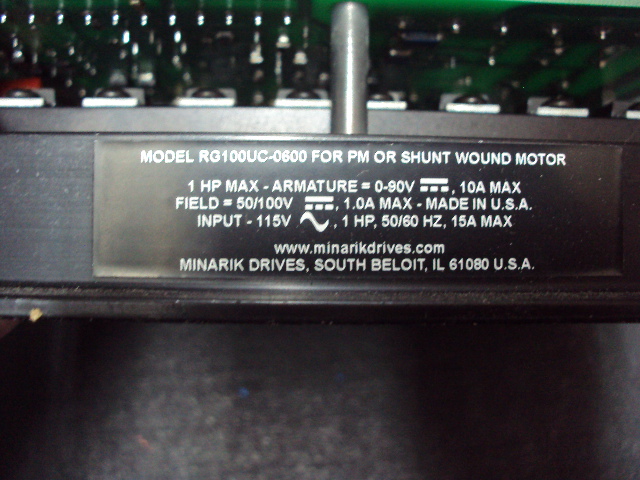 MODEL RG100UC-0600 FOR PM OR SHUNT WOUND MOTOR
1 HP MAX - ARMATURE = 0-90V ⎓, 10A MAX
FIELD = 50/100V ⎓, 1.0A MAX - MADE IN U.S.A.
INPUT - 115V ∿, 1 HP, 50/60 HZ, 15A MAX
www.minarikdrives.com
MINARIK DRIVES, SOUTH BELOIT, IL 61080 U.S.A.